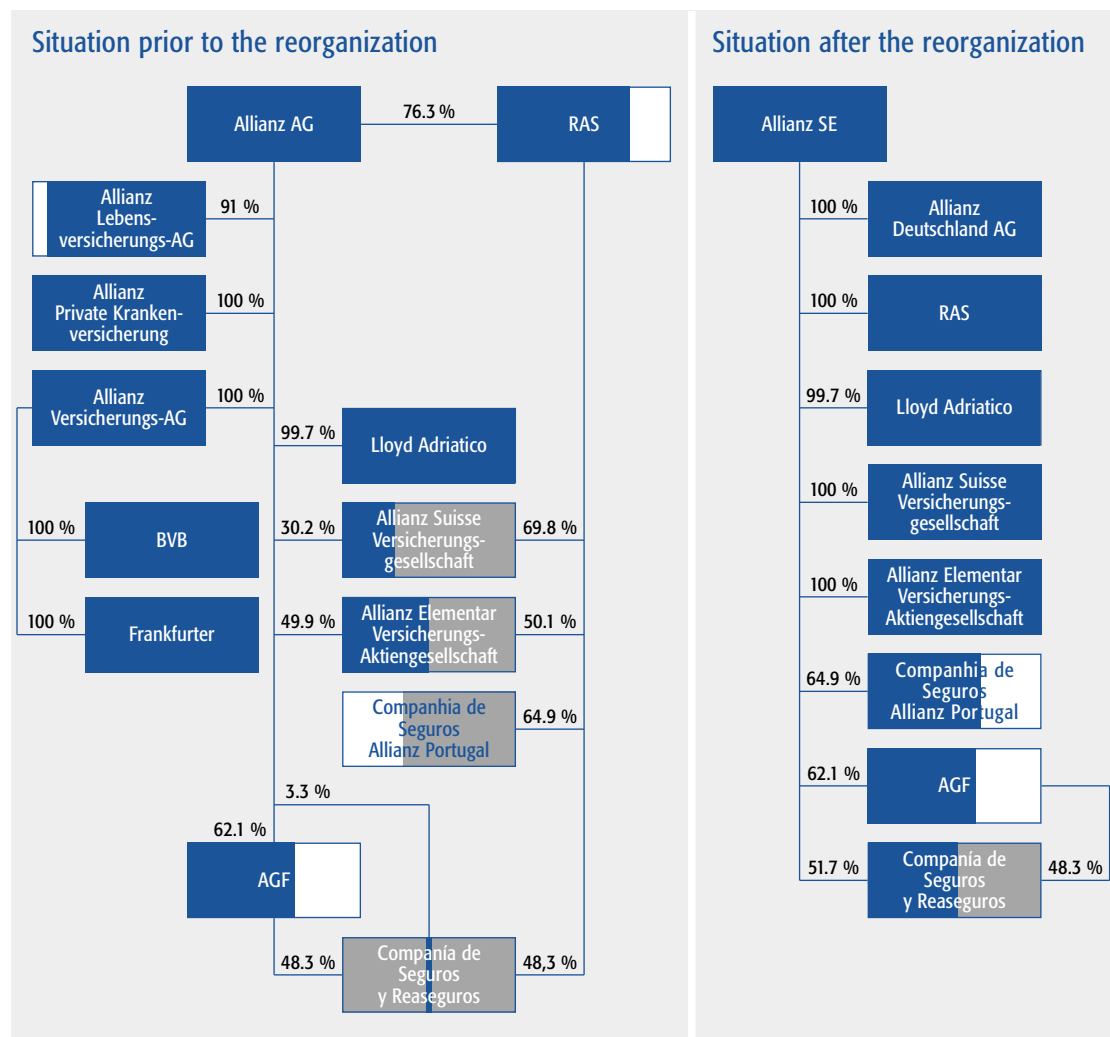 Situation prior to the reorganization
Allianz AG
76.3 %
RAS
Allianz
Lebens-
versicherungs-AG
91 %
Allianz
Private Kranken-
versicherung
100 %
Allianz
Versicherungs-AG
100 %
99.7 %
Lloyd Adriatico
100 %
BVB
30.2 %
Allianz Suisse
Versicherungs-
gesellschaft
69.8 %
100 %
Frankfurter
49.9 %
Allianz Elementar
Versicherungs-
Aktiengesellschaft
50.1 %
Companhia de
Seguros
Allianz Portugal
64.9 %
3.3 %
62.1 %
AGF
48.3 %
Companía de
Seguros
y Reaseguros
48,3 %
Situation after the reorganization
Allianz SE
100 %
Allianz
Deutschland AG
100 %
RAS
99.7 %
Lloyd Adriatico
100 %
Allianz Suisse
Versicherungs-
gesellschaft
100 %
Allianz Elementar
Versicherungs-
Aktiengesellschaft
64.9 %
Companhia de
Seguros
Allianz Portugal
62.1 %
AGF
51.7 %
Companía de
Seguros
y Reaseguros
48.3 %